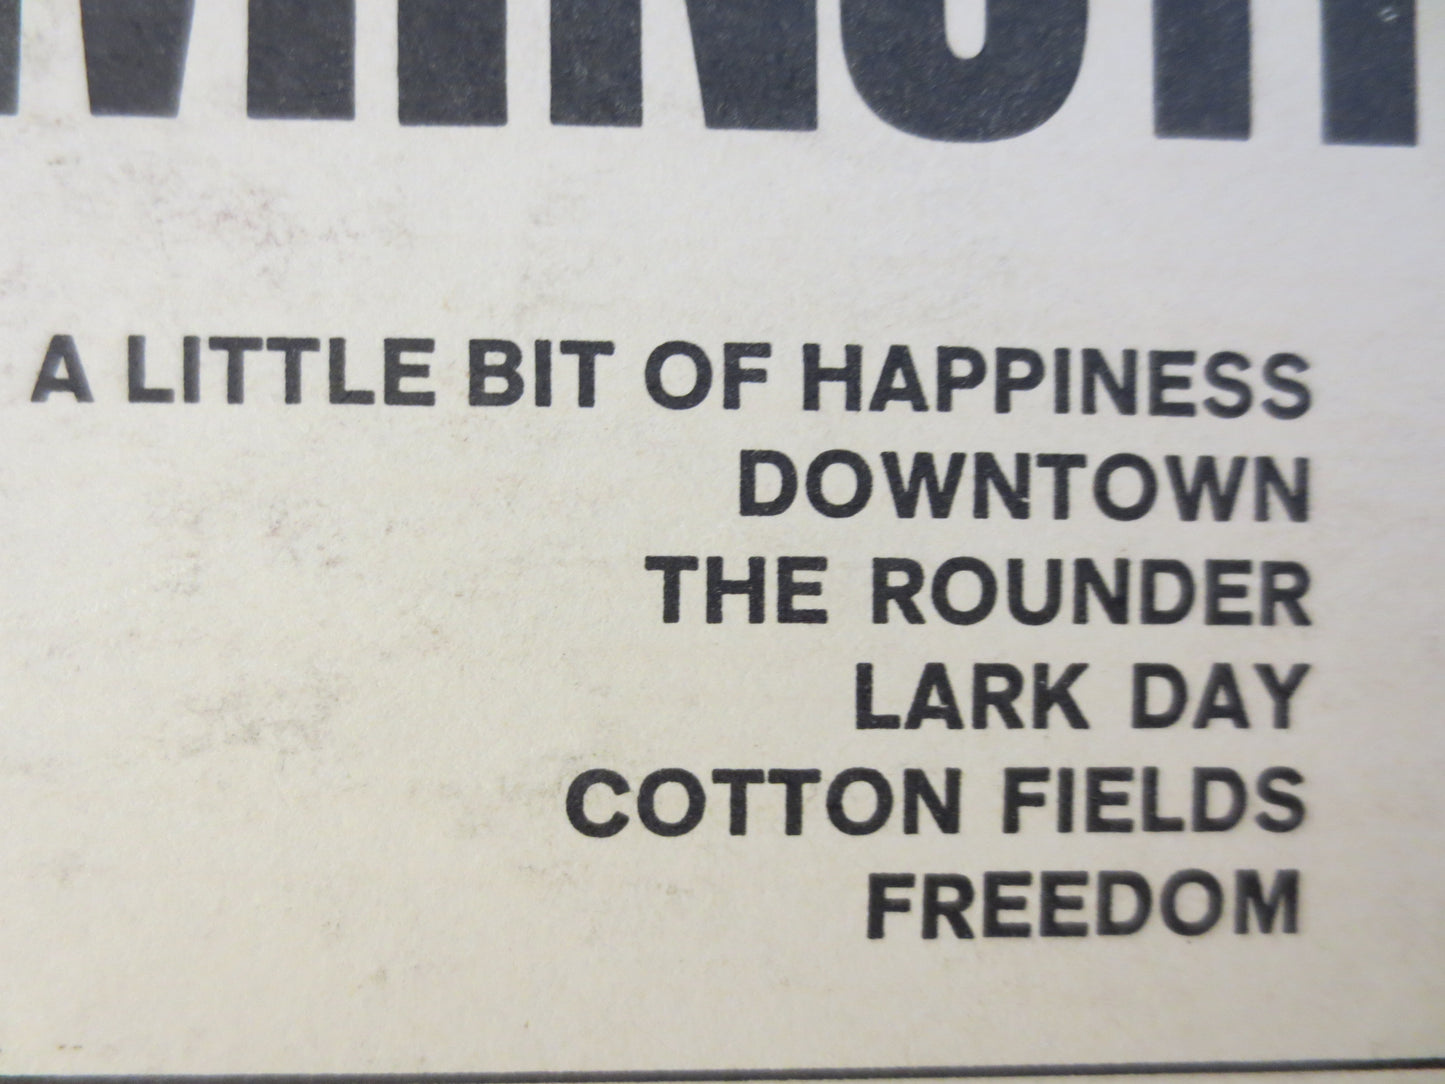 A LITTLE BIT OF HAPPINESS
DOWNTOWN
THE ROUNDER
LARK DAY
COTTON FIELDS
FREEDOM